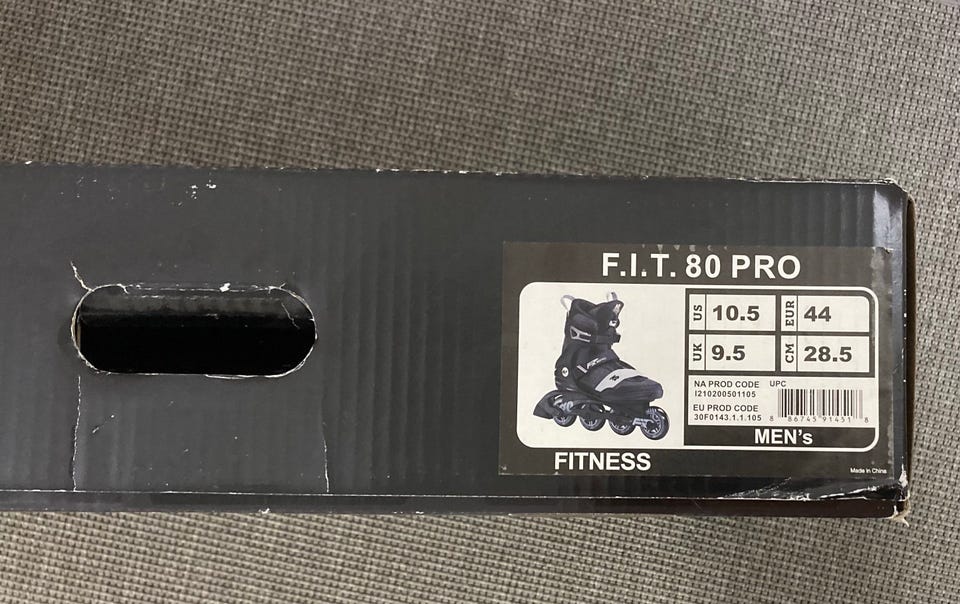 F.I.T. 80 PRO
US 10.5 EUR 44
UK 9.5 CM 28.5
NA PROD CODE UPC
I210200501105
EU PROD CODE
30F0143.1.1.105 8 86745 91451 8
MEN's
FITNESS
Made in China